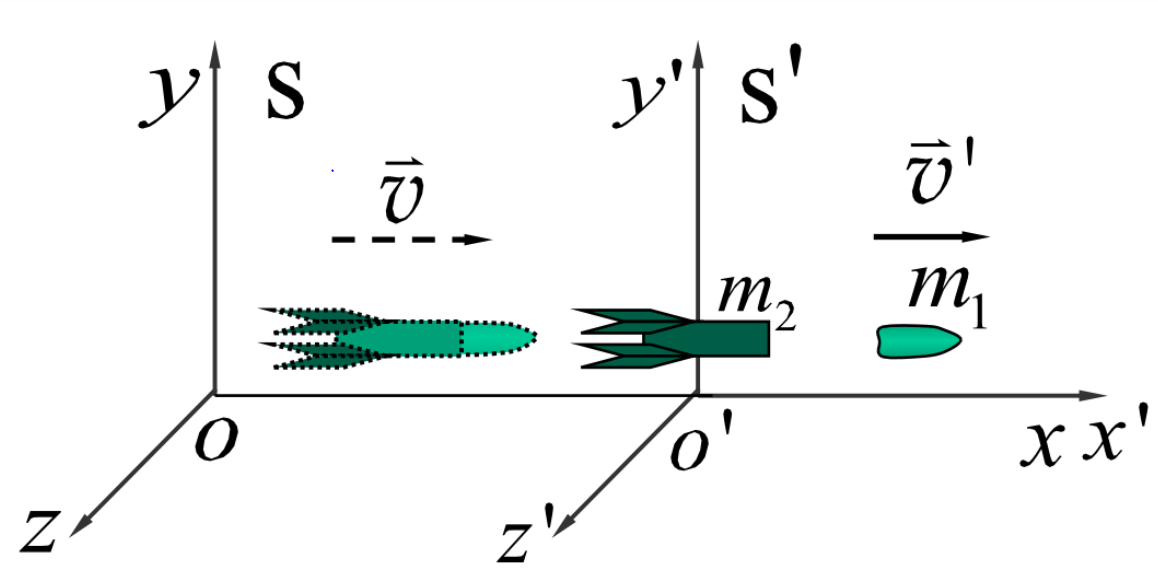 y S y' S'
v⃗ v⃗'
m₂ m₁
o o' x x'
z z'